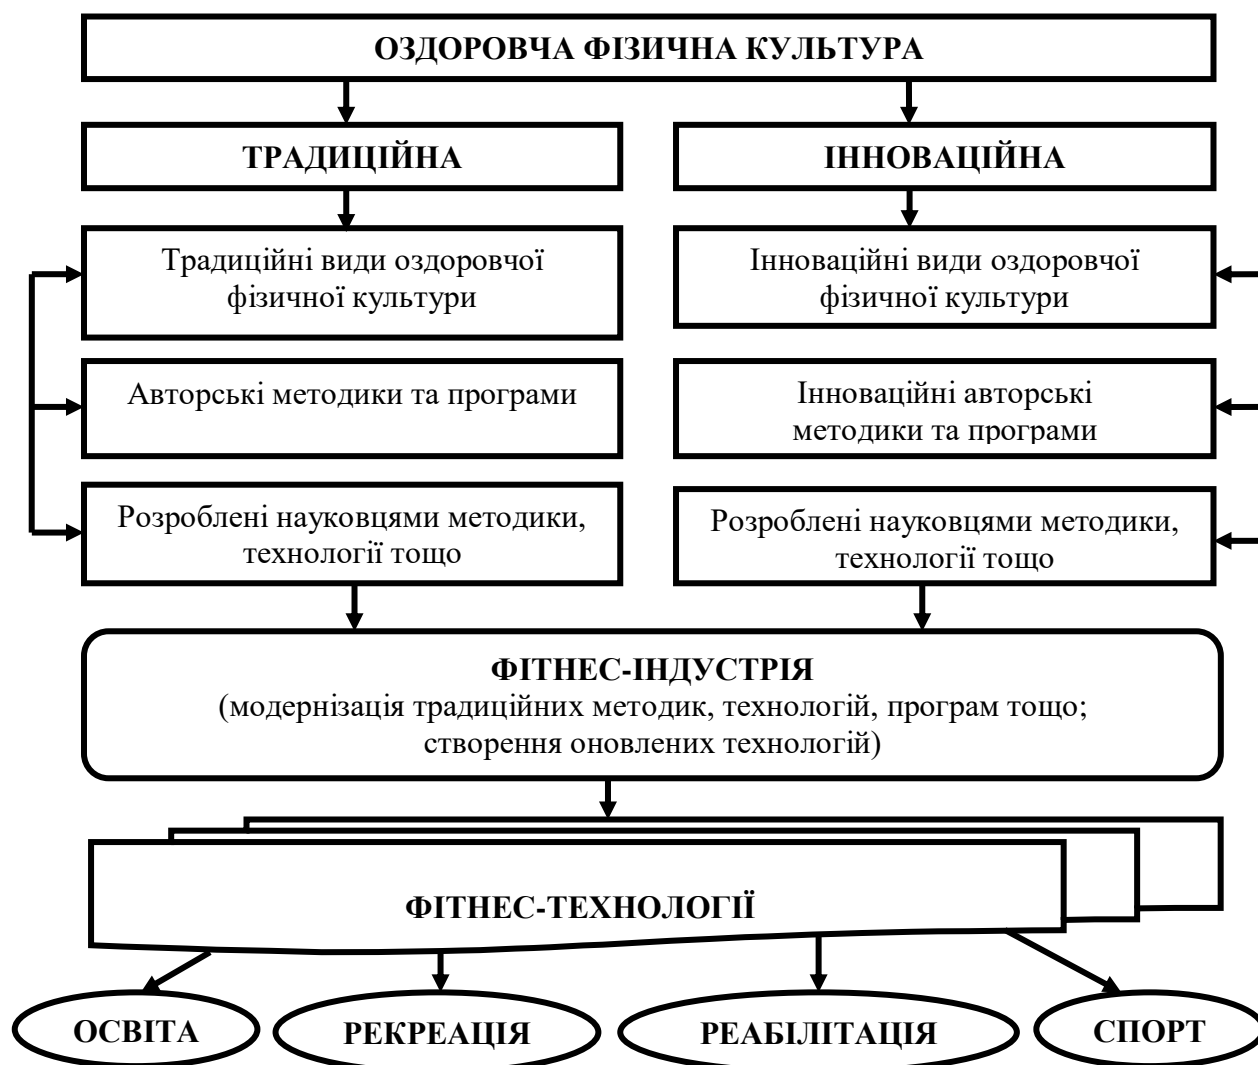 ОЗДОРОВЧА ФІЗИЧНА КУЛЬТУРА
ТРАДИЦІЙНА
ІННОВАЦІЙНА
Традиційні види оздоровчої
фізичної культури
Інноваційні види оздоровчої
фізичної культури
Авторські методики та програми
Інноваційні авторські
методики та програми
Розроблені науковцями методики,
технології тощо
Розроблені науковцями методики,
технології тощо
ФІТНЕС-ІНДУСТРІЯ
(модернізація традиційних методик, технологій, програм тощо;
створення оновлених технологій)
ФІТНЕС-ТЕХНОЛОГІЇ
ОСВІТА
РЕКРЕАЦІЯ
РЕАБІЛІТАЦІЯ
СПОРТ